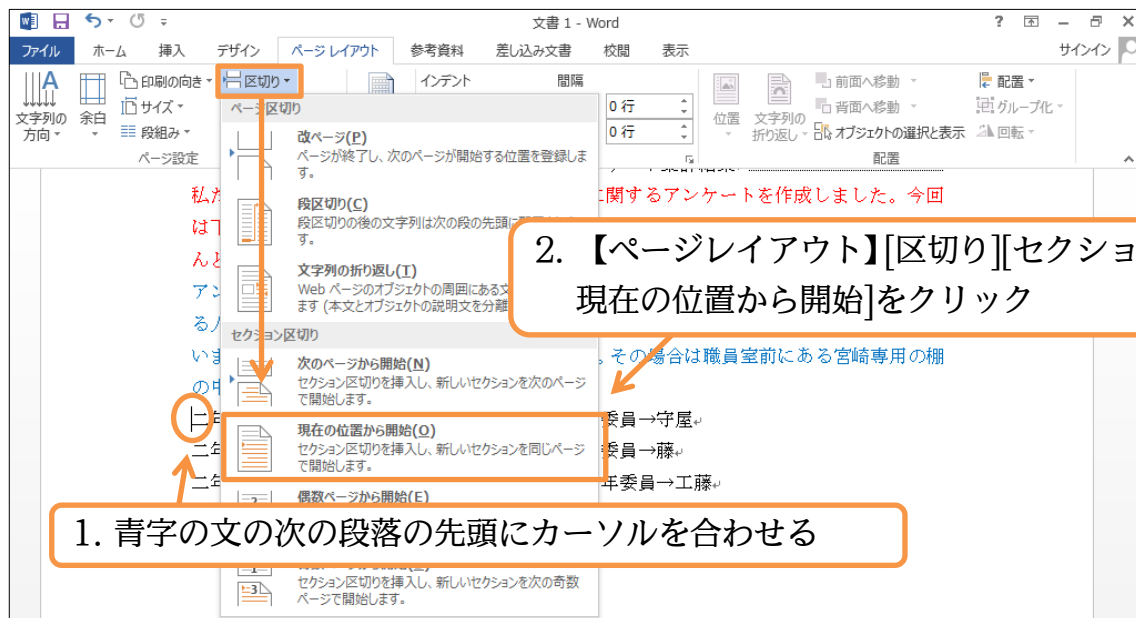 文書 1 - Word
ファイル ホーム 挿入 デザイン ページ レイアウト 参考資料 差し込み文書 校閲 表示 サインイン
文字列の方向
余白
印刷の向き
サイズ
段組み
区切り
ページ設定
インデント 間隔
0 行
0 行
位置
文字列の折り返し
前面へ移動
背面へ移動
オブジェクトの選択と表示
配置
グループ化
回転
配置
ページ区切り
改ページ(P)
ページが終了し、次のページが開始する位置を登録しま
す。
段区切り(C)
段区切りの後の文字列は次の段の先頭に
す。
文字列の折り返し(T)
Web ページのオブジェクトの周囲にある文
ます (本文とオブジェクトの説明文を分離
セクション区切り
次のページから開始(N)
セクション区切りを挿入し、新しいセクションを次のページ
で開始します。
現在の位置から開始(O)
セクション区切りを挿入し、新しいセクションを同じページ
で開始します。
偶数ページから開始(E)
セクション区切りを挿入し、新しいセクションを次の奇数
ページで開始します。
私た に関するアンケートを作成しました。今回
は下
んと
アン
る人
いま 。その場合は職員室前にある宮崎専用の棚
の中
二年 委員→守屋
二年 委員→藤
二年 年委員→工藤
2. 【ページレイアウト】[区切り][セクショ
現在の位置から開始]をクリック
1. 青字の文の次の段落の先頭にカーソルを合わせる